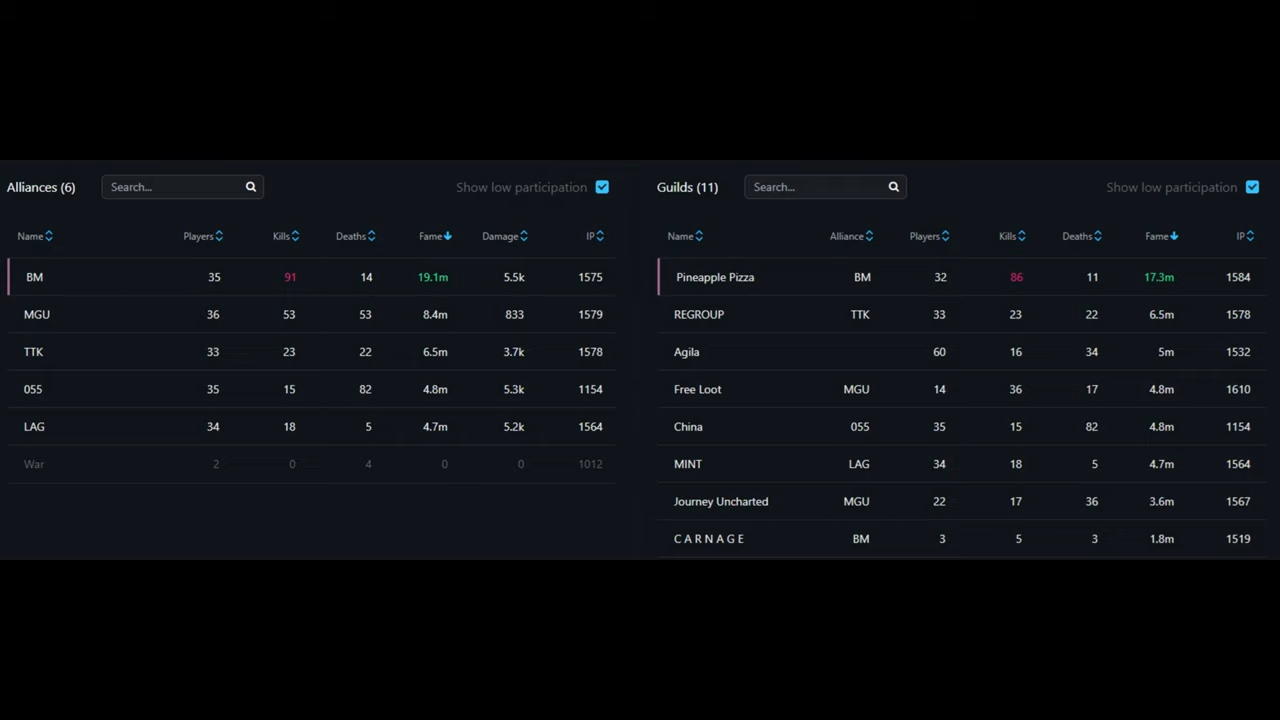 Alliances (6) Search... Show low participation
Name Players Kills Deaths Fame Damage IP
BM 35 91 14 19.1m 5.5k 1575
MGU 36 53 53 8.4m 833 1579
TTK 33 23 22 6.5m 3.7k 1578
055 35 15 82 4.8m 5.3k 1154
LAG 34 18 5 4.7m 5.2k 1564
War 2 0 4 0 0 1012
Guilds (11) Search... Show low participation
Name Alliance Players Kills Deaths Fame IP
Pineapple Pizza BM 32 86 11 17.3m 1584
REGROUP TTK 33 23 22 6.5m 1578
Agila 60 16 34 5m 1532
Free Loot MGU 14 36 17 4.8m 1610
China 055 35 15 82 4.8m 1154
MINT LAG 34 18 5 4.7m 1564
Journey Uncharted MGU 22 17 36 3.6m 1567
C A R N A G E BM 3 5 3 1.8m 1519